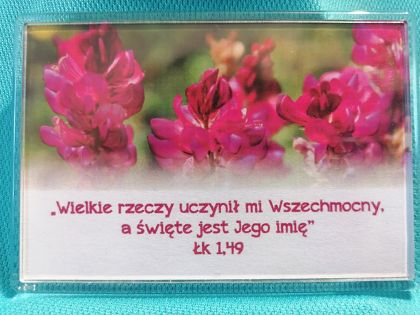 „Wielkie rzeczy uczynił mi Wszechmocny,
a święte jest Jego imię”
Łk 1,49